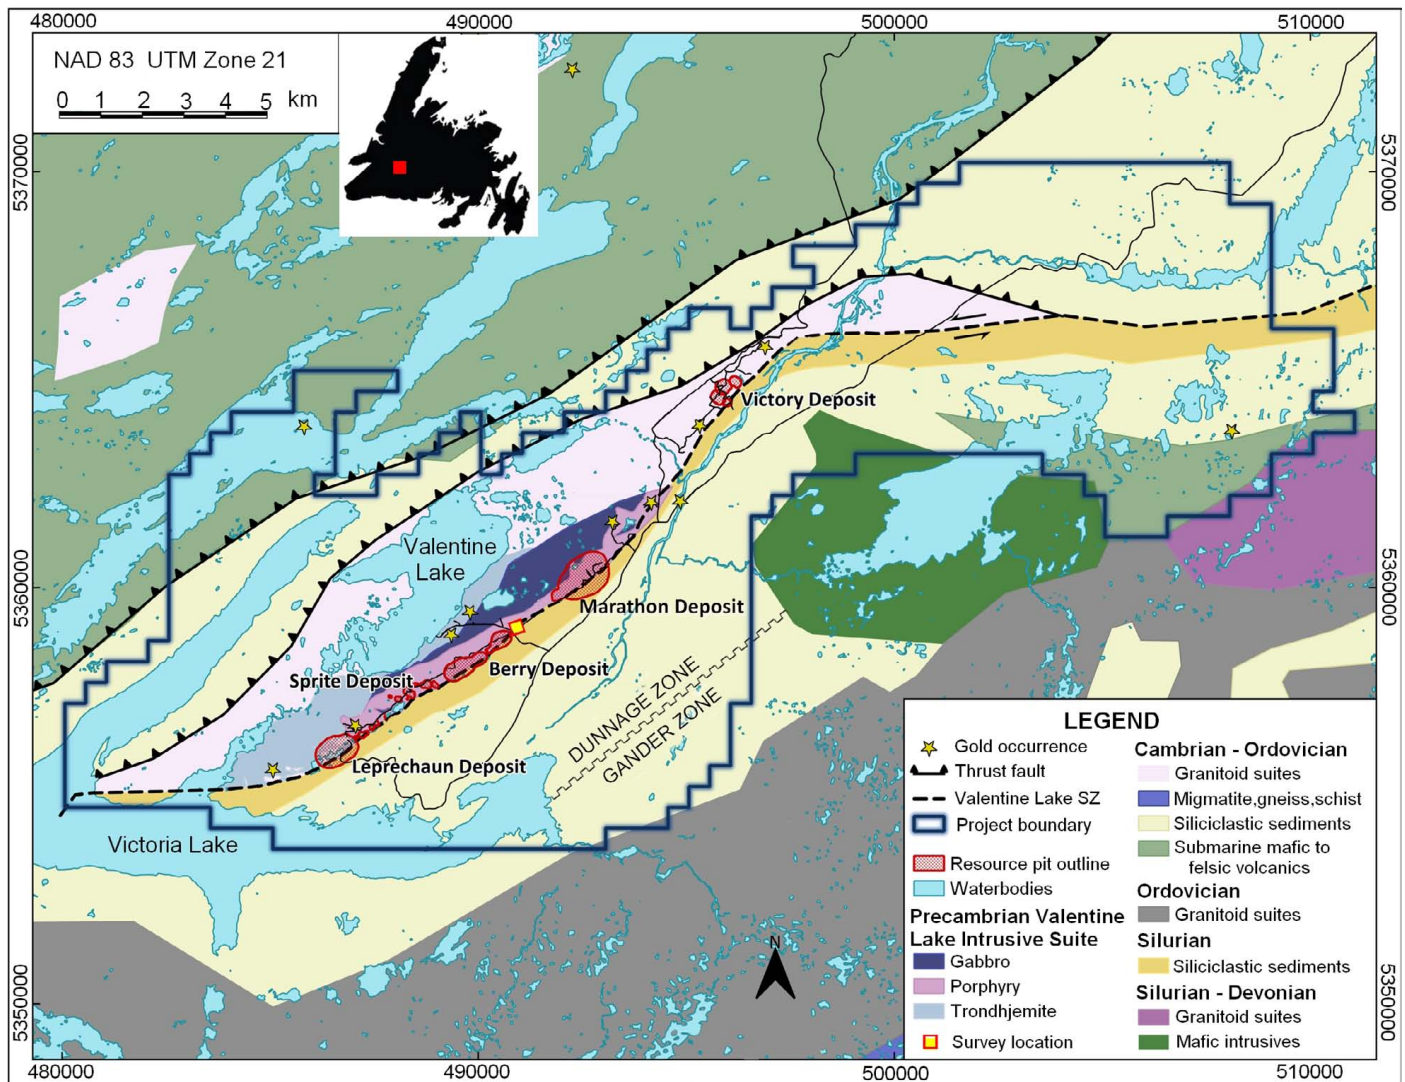 480000
490000
500000
510000
NAD 83 UTM Zone 21
0 1 2 3 4 5 km
5370000
5370000
Victory Deposit
Valentine
Lake
5360000
5360000
Marathon Deposit
Berry Deposit
Sprite Deposit
DUNNAGE ZONE
GANDER ZONE
Leprechaun Deposit
Victoria Lake
N
5350000
5350000
LEGEND
Gold occurrence
Thrust fault
Valentine Lake SZ
Project boundary
Resource pit outline
Waterbodies
Precambrian Valentine
Lake Intrusive Suite
Gabbro
Porphyry
Trondhjemite
Survey location
Cambrian - Ordovician
Granitoid suites
Migmatite,gneiss,schist
Siliciclastic sediments
Submarine mafic to
felsic volcanics
Ordovician
Granitoid suites
Silurian
Siliciclastic sediments
Silurian - Devonian
Granitoid suites
Mafic intrusives
480000
490000
500000
510000